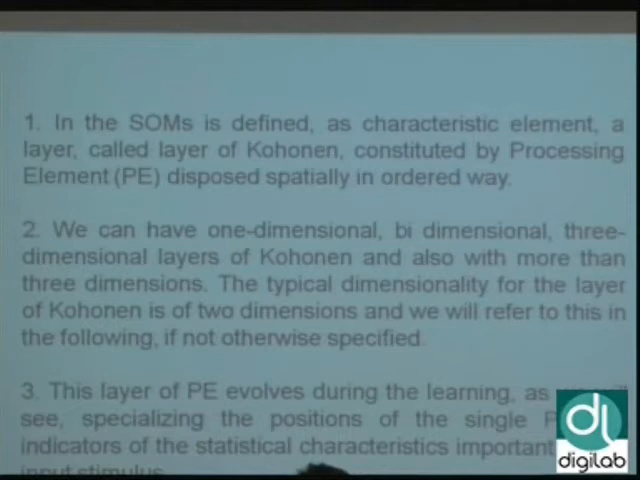 1. In the SOMs is defined, as characteristic element, a
layer, called layer of Kohonen, constituted by Processing
Element (PE) disposed spatially in ordered way.
2. We can have one-dimensional, bi dimensional, three-
dimensional layers of Kohonen and also with more than
three dimensions. The typical dimensionality for the layer
of Kohonen is of two dimensions and we will refer to this in
the following, if not otherwise specified.
3. This layer of PE evolves during the learning, as
see, specializing the positions of the single
indicators of the statistical characteristics important
input stimulus
digilab